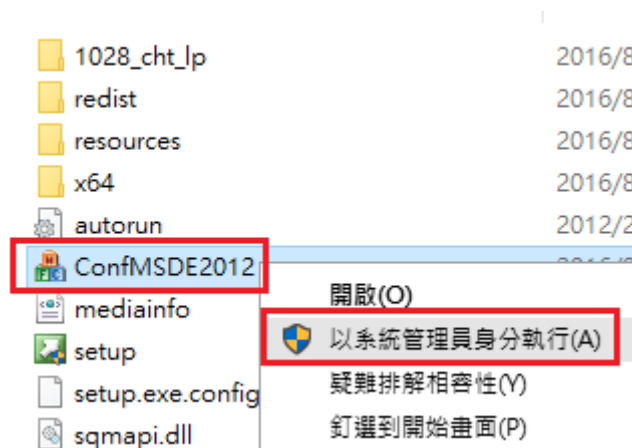 1028_cht_lp 2016/8
redist 2016/8
resources 2016/8
x64 2016/8
autorun 2012/2
ConfMSDE2012
mediainfo
開啟(O)
setup
以系統管理員身分執行(A)
setup.exe.config
疑難排解相容性(Y)
sqmapi.dll
釘選到開始畫面(P)